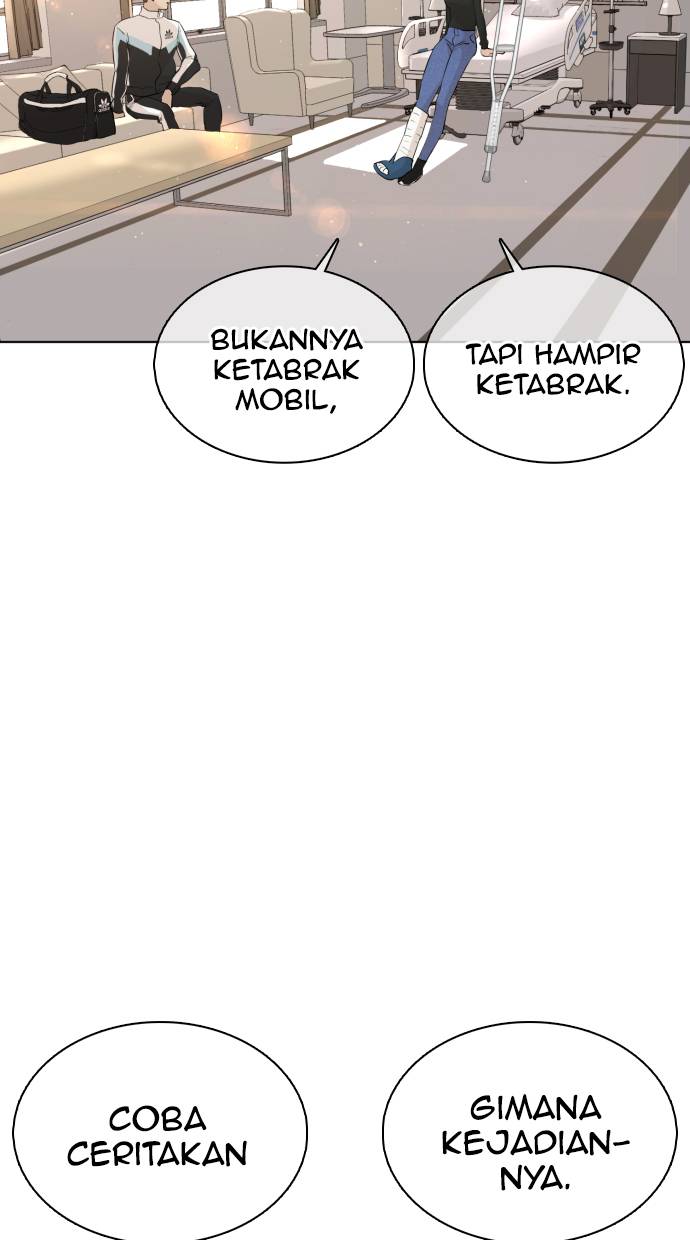 BUKANNYA
KETABRAK
MOBIL,
TAPI HAMPIR
KETABRAK.
COBA
CERITAKAN
GIMANA
KEJADIAN-
NYA.